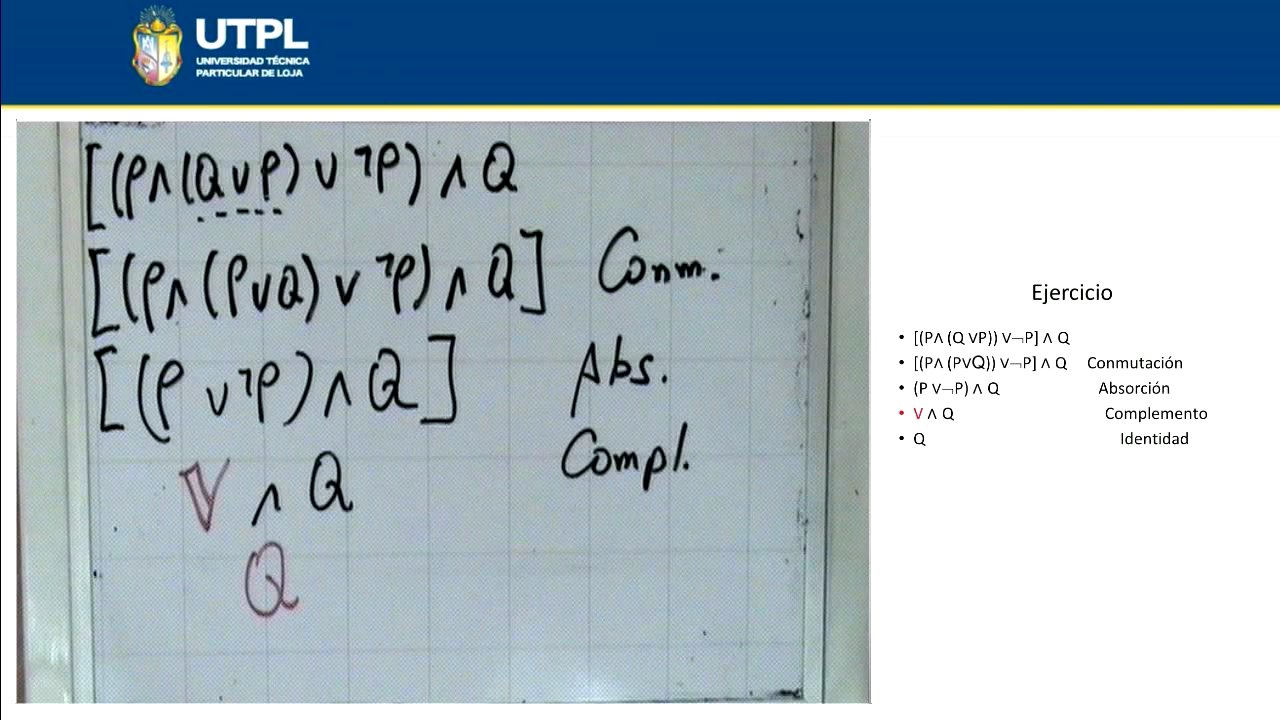 UTPL
UNIVERSIDAD TÉCNICA
PARTICULAR DE LOJA
[(P∧(Q∨P) ∨ ¬P) ∧ Q
[(P∧(P∨Q) ∨ ¬P) ∧ Q] Conm.
[(P ∨¬P) ∧ Q] Abs.
Compl.
V ∧ Q
Q
Ejercicio
• [(P∧ (Q ∨P)) ∨¬P] ∧ Q
• [(P∧ (P∨Q)) ∨¬P] ∧ Q Conmutación
• (P ∨¬P) ∧ Q Absorción
• V ∧ Q Complemento
• Q Identidad